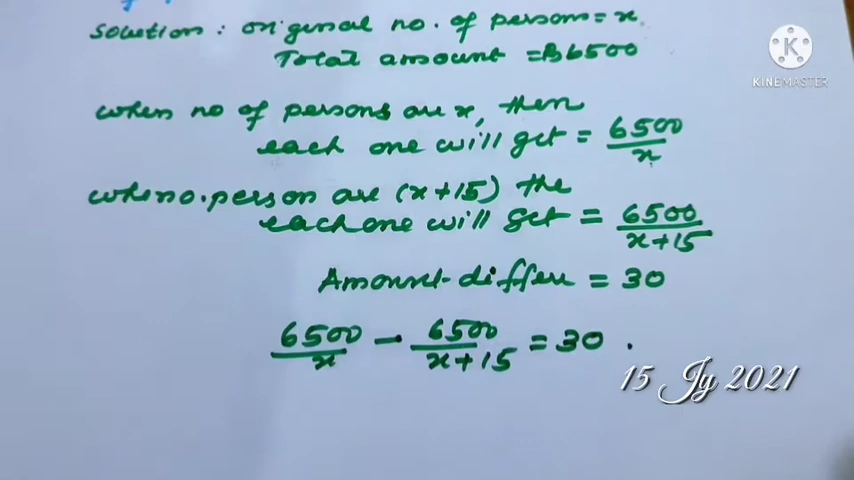 Solution : original no. of persons = x.
Total amount = Rs 6500
KINEMASTER
when no of persons are x, then
each one will get = 6500/x
when no. person are (x+15) the
each one will get = 6500/x+15
Amount differ = 30
6500/x - 6500/x+15 = 30 .
15 Jy 2021